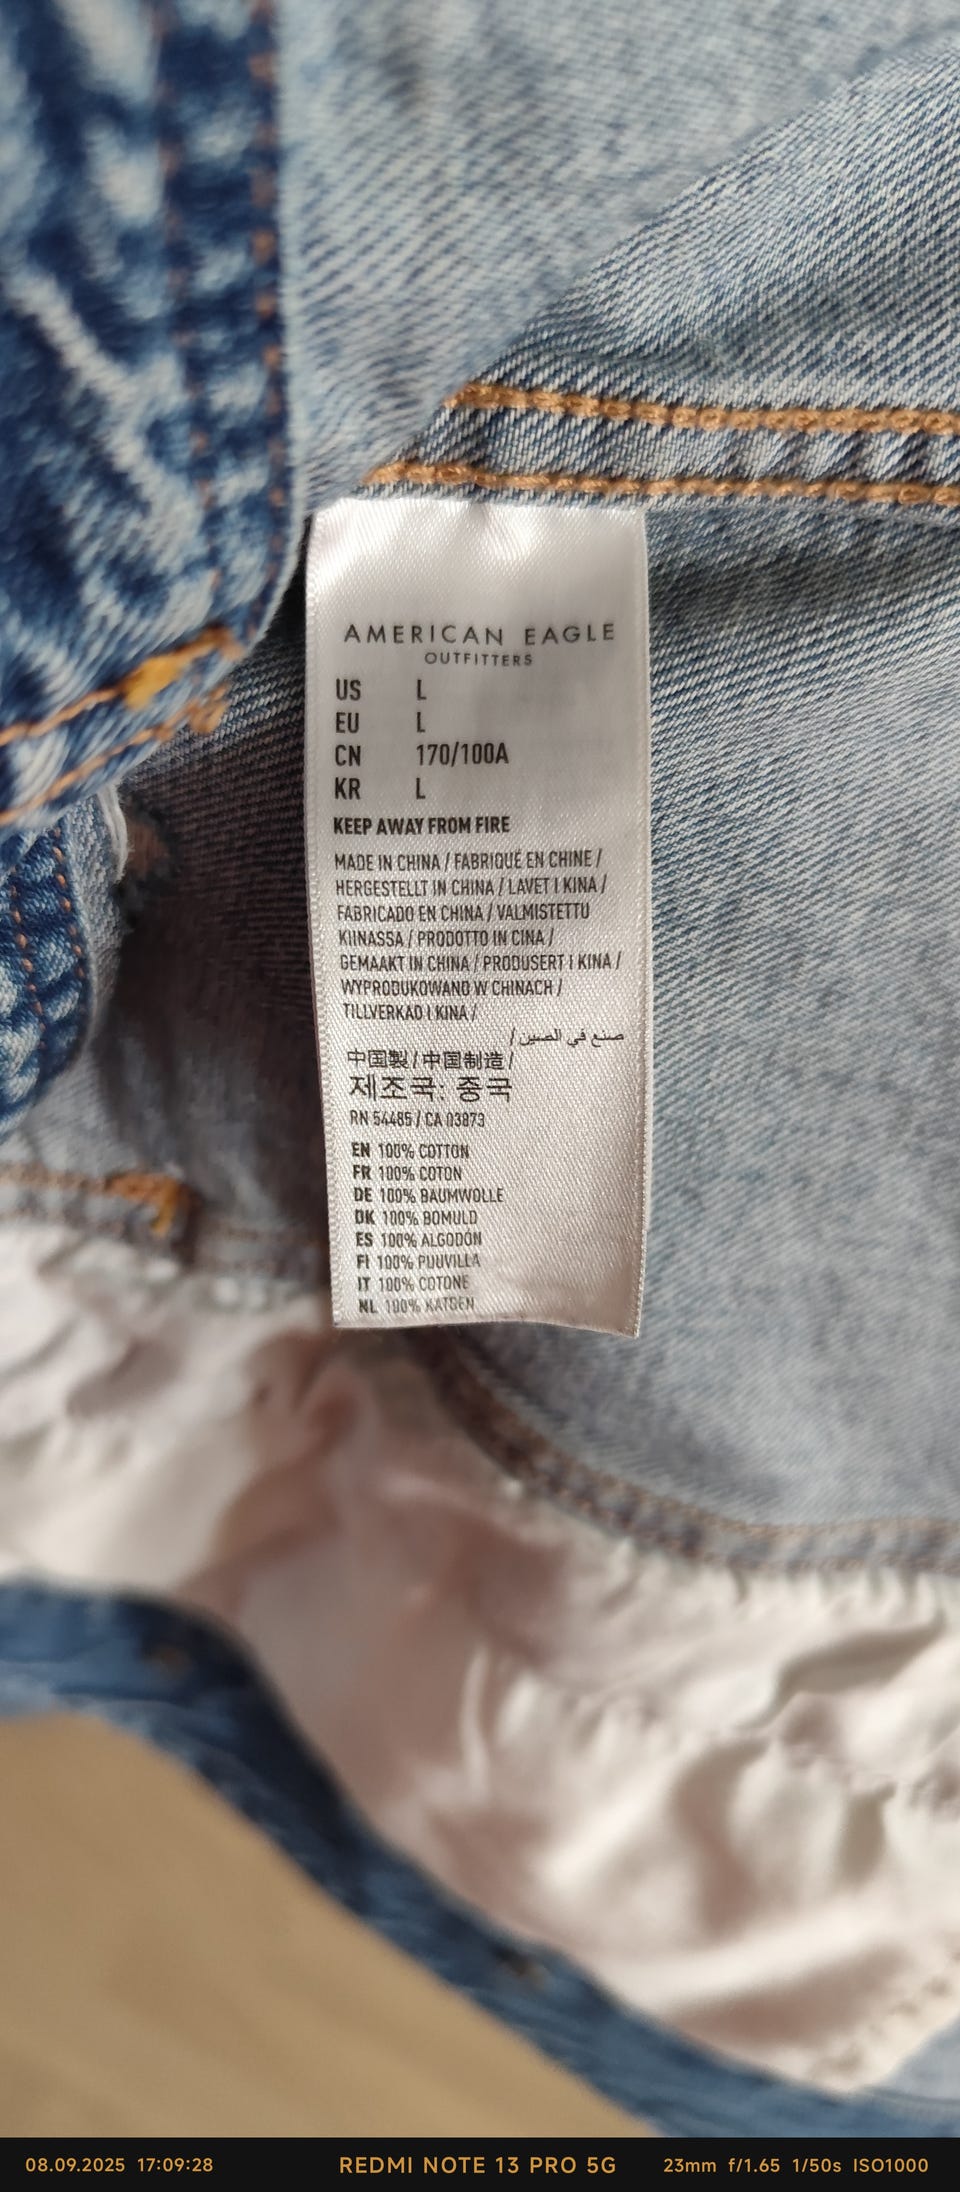 AMERICAN EAGLE
OUTFITTERS
US L
EU L
CN 170/100A
KR L
KEEP AWAY FROM FIRE
MADE IN CHINA / FABRIQUÉ EN CHINE /
HERGESTELLT IN CHINA / LAVET I KINA /
FABRICADO EN CHINA / VALMISTETTU
KIINASSA / PRODOTTO IN CINA /
GEMAAKT IN CHINA / PRODUSERT I KINA /
WYPRODUKOWANO W CHINACH /
TILLVERKAD I KINA /
صنع في الصين /
中国製 / 中国制造 /
제조국: 중국
RN 54485 / CA 03873
EN 100% COTTON
FR 100% COTON
DE 100% BAUMWOLLE
DK 100% BOMULD
ES 100% ALGODÓN
FI 100% PUUVILLA
IT 100% COTONE
NL 100% KATOEN
08.09.2025 17:09:28 REDMI NOTE 13 PRO 5G 23mm f/1.65 1/50s ISO1000